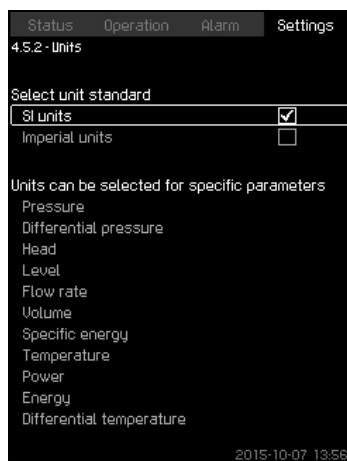 Status Operation Alarm Settings
4.5.2 - Units
Select unit standard
SI units
Imperial units
Units can be selected for specific parameters
Pressure
Differential pressure
Head
Level
Flow rate
Volume
Specific energy
Temperature
Power
Energy
Differential temperature
2015-10-07 13:56